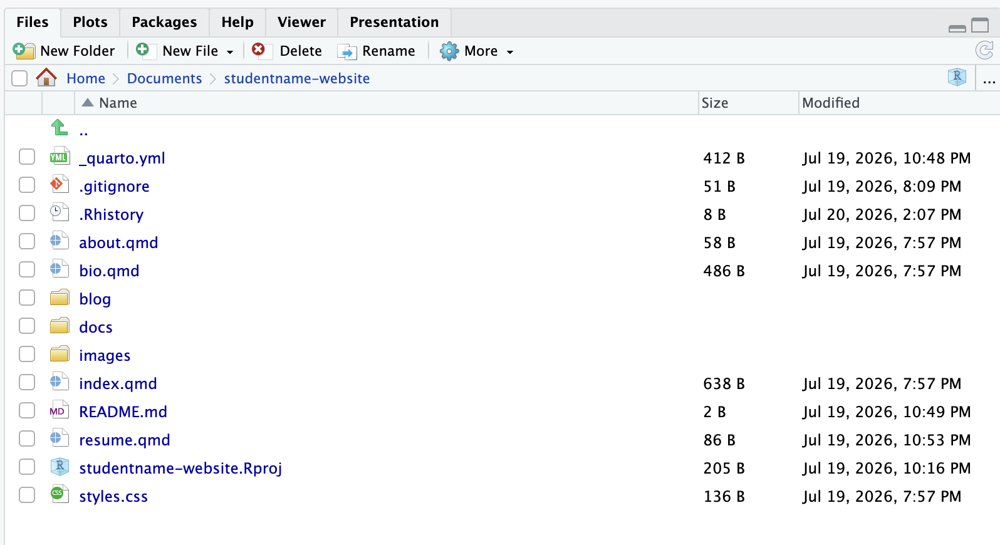 Files Plots Packages Help Viewer Presentation
New Folder New File Delete Rename More
Home Documents studentname-website R ...
Name Size Modified
..
YML _quarto.yml 412 B Jul 19, 2026, 10:48 PM
.gitignore 51 B Jul 19, 2026, 8:09 PM
.Rhistory 8 B Jul 20, 2026, 2:07 PM
about.qmd 58 B Jul 19, 2026, 7:57 PM
bio.qmd 486 B Jul 19, 2026, 7:57 PM
blog
docs
images
index.qmd 638 B Jul 19, 2026, 7:57 PM
MD README.md 2 B Jul 19, 2026, 10:49 PM
resume.qmd 86 B Jul 19, 2026, 10:53 PM
R studentname-website.Rproj 205 B Jul 19, 2026, 10:16 PM
CSS styles.css 136 B Jul 19, 2026, 7:57 PM